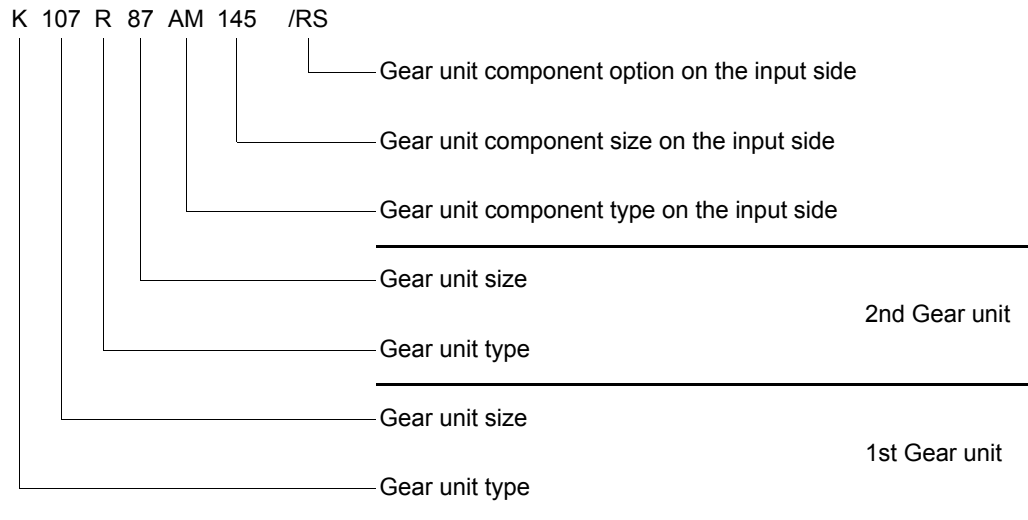 K 107 R 87 AM 145 /RS
Gear unit component option on the input side
Gear unit component size on the input side
Gear unit component type on the input side
Gear unit size
2nd Gear unit
Gear unit type
Gear unit size
1st Gear unit
Gear unit type